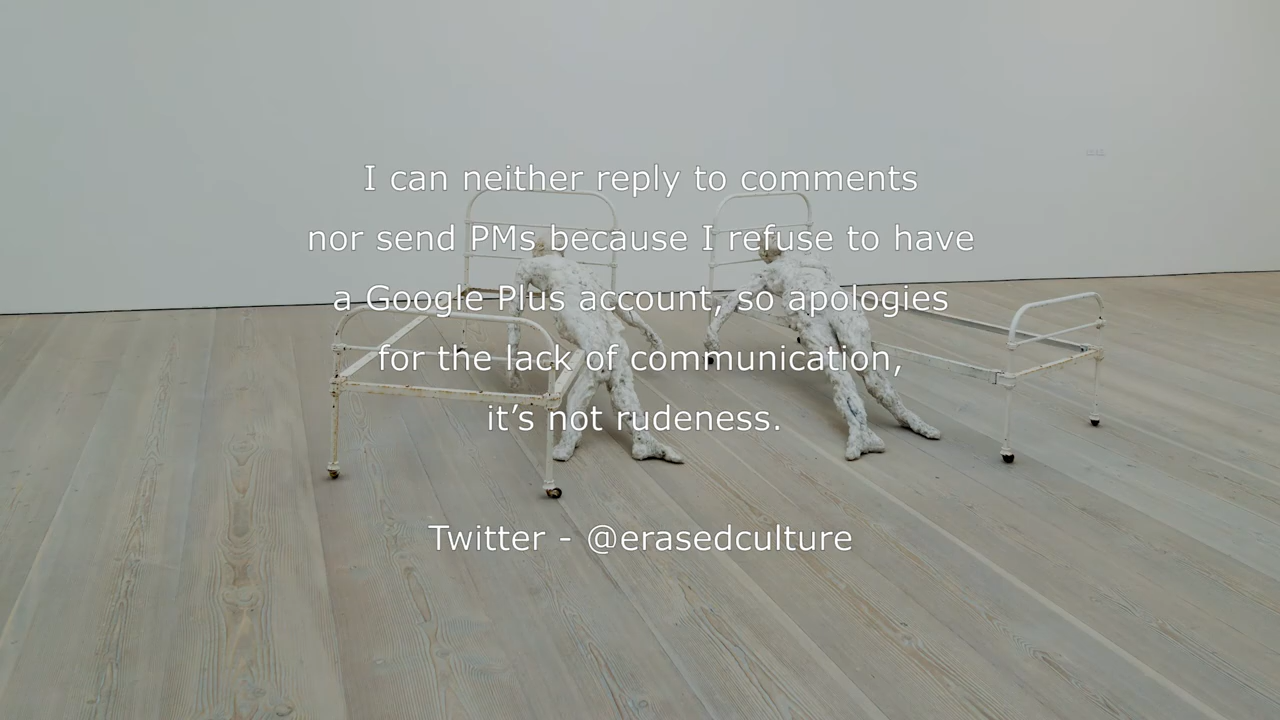 I can neither reply to comments
nor send PMs because I refuse to have
a Google Plus account, so apologies
for the lack of communication,
it’s not rudeness.
Twitter - @erasedculture